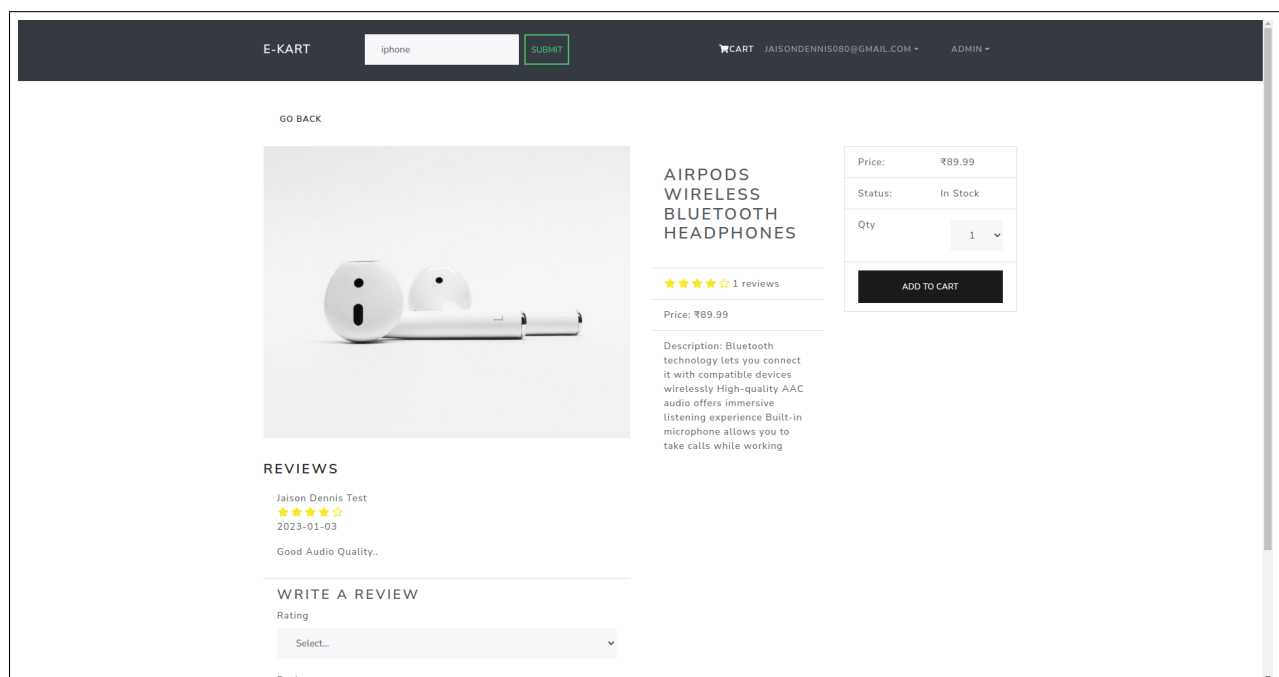 E-KART
iphone
SUBMIT
CART
JAISONDENNIS080@GMAIL.COM
ADMIN
GO BACK
AIRPODS
WIRELESS
BLUETOOTH
HEADPHONES
1 reviews
Price: ₹89.99
Description: Bluetooth
technology lets you connect
it with compatible devices
wirelessly High-quality AAC
audio offers immersive
listening experience Built-in
microphone allows you to
take calls while working
Price: ₹89.99
Status: In Stock
Qty 1
ADD TO CART
REVIEWS
Jaison Dennis Test
2023-01-03
Good Audio Quality..
WRITE A REVIEW
Rating
Select...